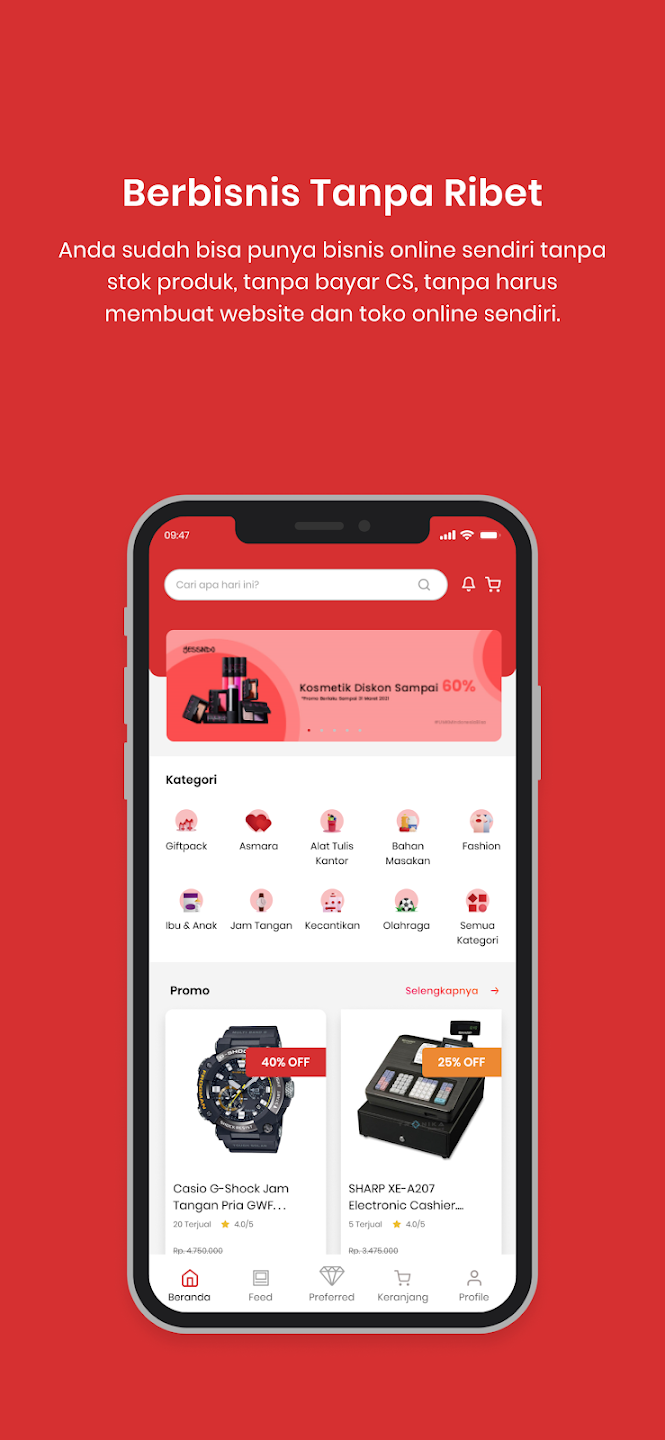 Berbisnis Tanpa Ribet
Anda sudah bisa punya bisnis online sendiri tanpa
stok produk, tanpa bayar CS, tanpa harus
membuat website dan toko online sendiri.
09:47
Cari apa hari ini?
Kosmetik Diskon Sampai 60%
*Promo Berlaku Sampai 31 Maret 2021
Kategori
Giftpack
Asmara
Alat Tulis
Kantor
Bahan
Masakan
Fashion
Ibu & Anak
Jam Tangan
Kecantikan
Olahraga
Semua
Kategori
Promo
Selengkapnya →
40% OFF
25% OFF
Casio G-Shock Jam
Tangan Pria GWF...
20 Terjual 4.0/5
Rp. 4.750.000
SHARP XE-A207
Electronic Cashier....
5 Terjual 4.0/5
Rp. 3.475.000
Beranda
Feed
Preferred
Keranjang
Profile